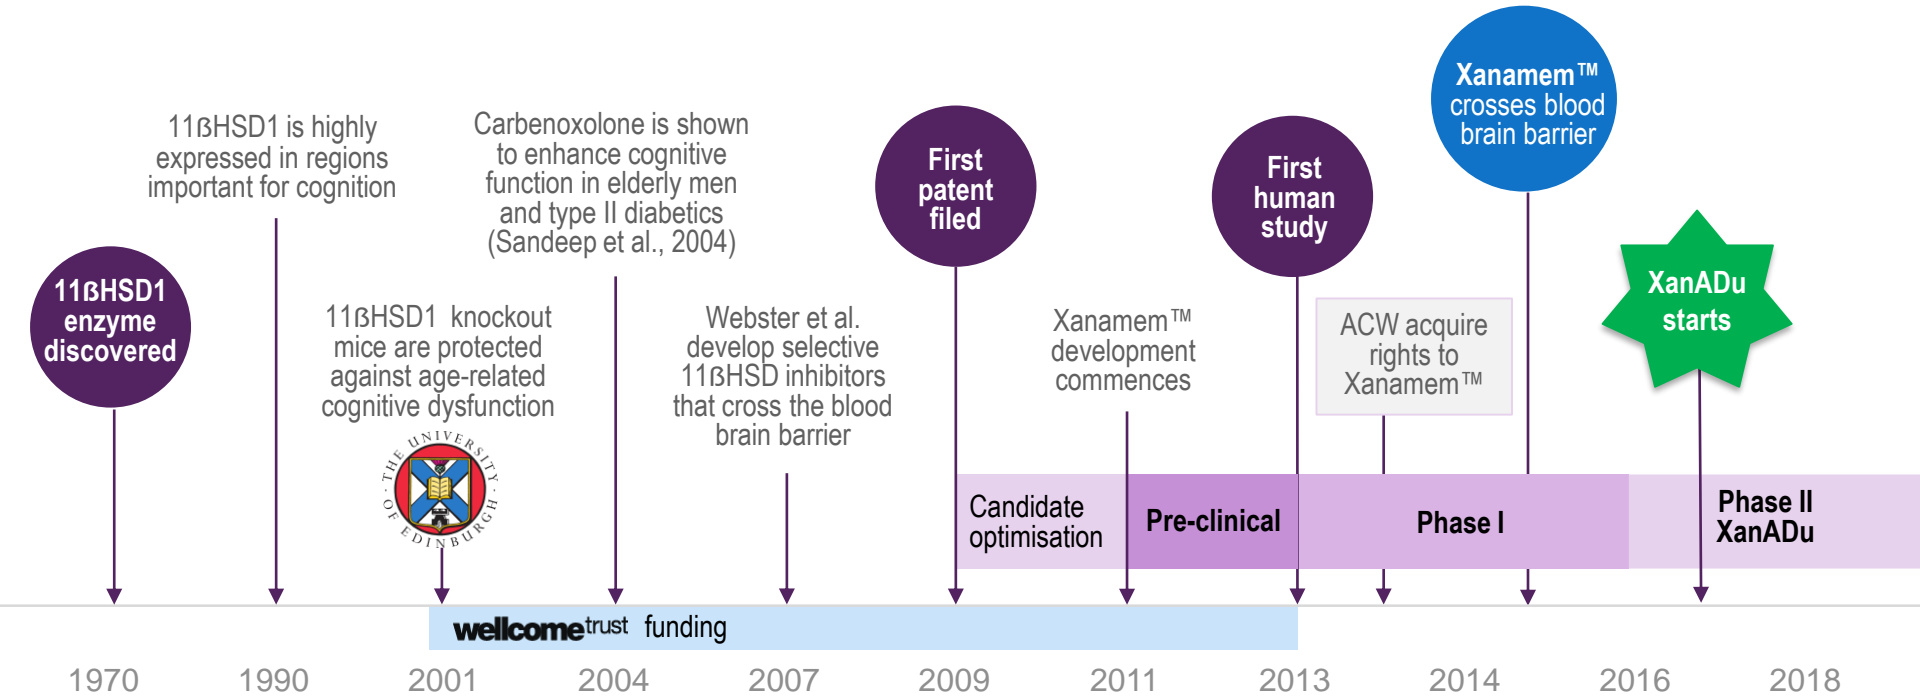 11ßHSD1
enzyme
discovered
11ßHSD1 is highly
expressed in regions
important for cognition
11ßHSD1 knockout
mice are protected
against age-related
cognitive dysfunction
THE UNIVERSITY
OF EDINBURGH
Carbenoxolone is shown
to enhance cognitive
function in elderly men
and type II diabetics
(Sandeep et al., 2004)
Webster et al.
develop selective
11ßHSD inhibitors
that cross the blood
brain barrier
First
patent
filed
Xanamem™
development
commences
First
human
study
ACW acquire
rights to
Xanamem™
Xanamem™
crosses blood
brain barrier
XanADu
starts
Candidate
optimisation
Pre-clinical
Phase I
Phase II
XanADu
wellcometrust funding
1970 1990 2001 2004 2007 2009 2011 2013 2014 2016 2018